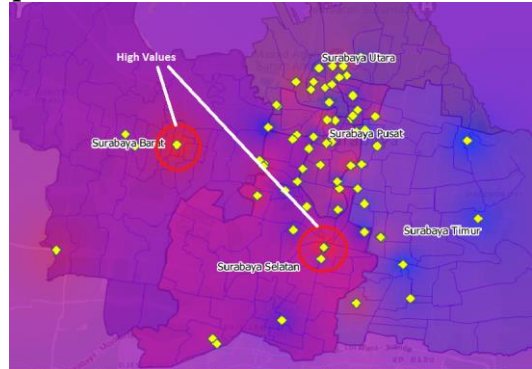 High Values
Surabaya Utara
Surabaya Barat
Surabaya Pusat
Surabaya Timur
Surabaya Selatan